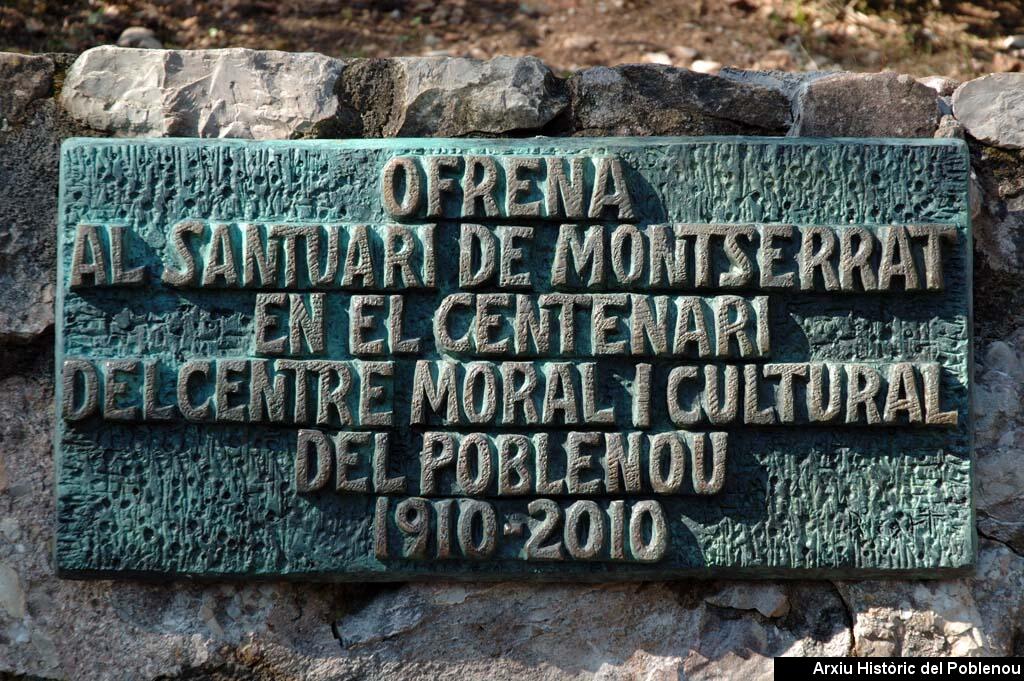 OFRENA
AL SANTUARI DE MONTSERRAT
EN EL CENTENARI
DEL CENTRE MORAL I CULTURAL
DEL POBLENOU
1910-2010
Arxiu Històric del Poblenou